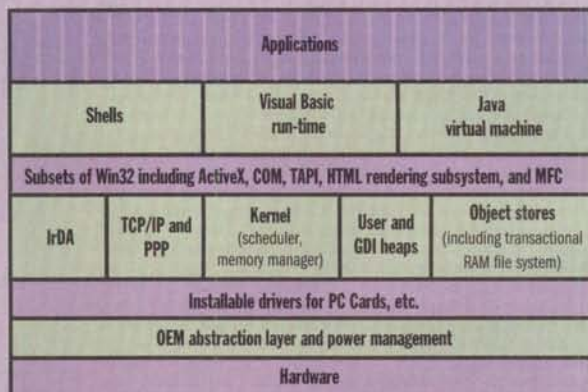 Applications
Shells
Visual Basic
run-time
Java
virtual machine
Subsets of Win32 including ActiveX, COM, TAPI, HTML rendering subsystem, and MFC
IrDA
TCP/IP and
PPP
Kernel
(scheduler,
memory manager)
User and
GDI heaps
Object stores
(including transactional
RAM file system)
Installable drivers for PC Cards, etc.
OEM abstraction layer and power management
Hardware